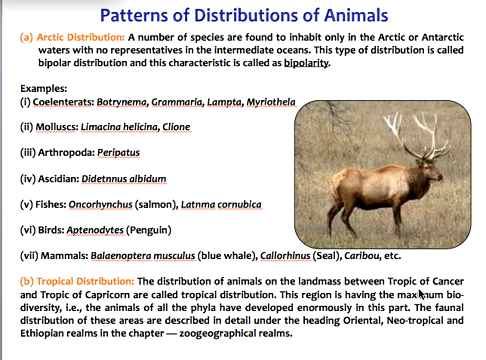 Patterns of Distributions of Animals
(a) Arctic Distribution: A number of species are found to inhabit only in the Arctic or Antarctic
waters with no representatives in the intermediate oceans. This type of distribution is called
bipolar distribution and this characteristic is called as bipolarity.
Examples:
(i) Coelenterats: Botrynema, Grammaria, Lampta, Myriothela
(ii) Molluscs: Limacina helicina, Clione
(iii) Arthropoda: Peripatus
(iv) Ascidian: Didetnnus albidum
(v) Fishes: Oncorhynchus (salmon), Latnma cornubica
(vi) Birds: Aptenodytes (Penguin)
(vii) Mammals: Balaenoptera musculus (blue whale), Callorhinus (Seal), Caribou, etc.
(b) Tropical Distribution: The distribution of animals on the landmass between Tropic of Cancer
and Tropic of Capricorn are called tropical distribution. This region is having the maximum bio-
diversity, i.e., the animals of all the phyla have developed enormously in this part. The faunal
distribution of these areas are described in detail under the heading Oriental, Neo-tropical and
Ethiopian realms in the chapter — zoogeographical realms.